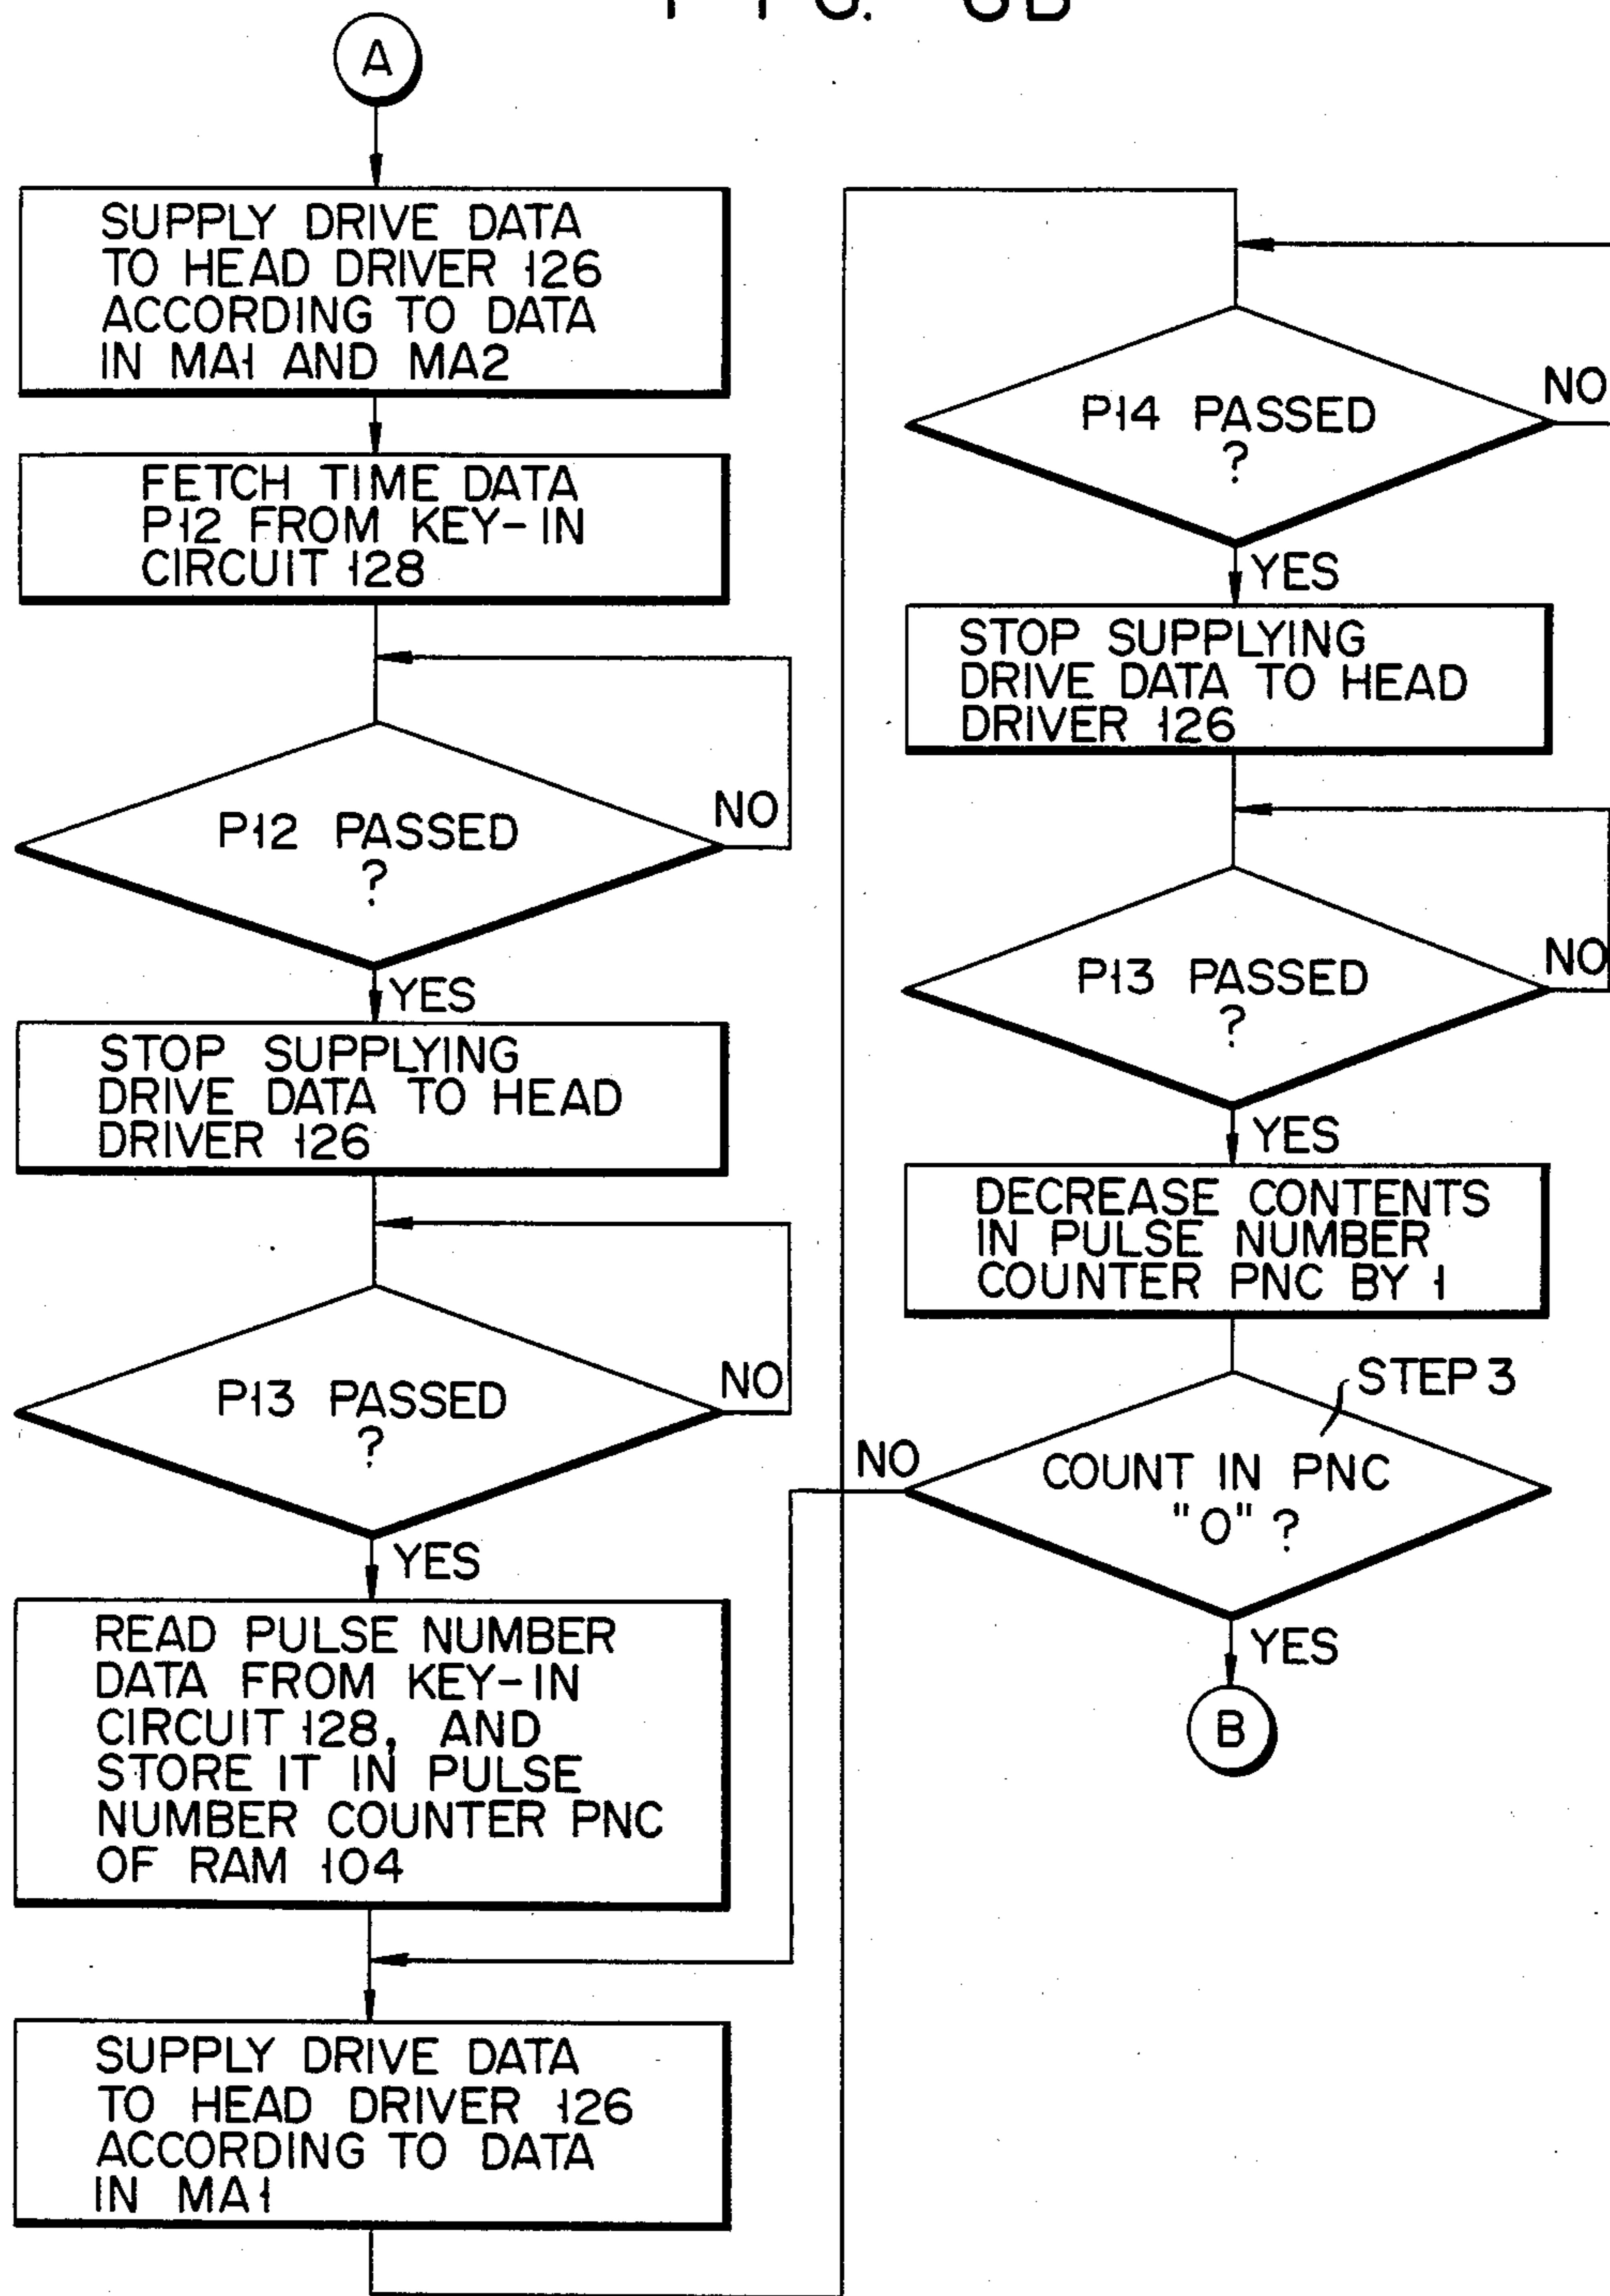 A
SUPPLY DRIVE DATA
TO HEAD DRIVER 126
ACCORDING TO DATA
IN MA1 AND MA2
FETCH TIME DATA
P12 FROM KEY-IN
CIRCUIT 128
P12 PASSED
?
NO
YES
STOP SUPPLYING
DRIVE DATA TO HEAD
DRIVER 126
P13 PASSED
?
NO
YES
READ PULSE NUMBER
DATA FROM KEY-IN
CIRCUIT 128, AND
STORE IT IN PULSE
NUMBER COUNTER PNC
OF RAM 104
SUPPLY DRIVE DATA
TO HEAD DRIVER 126
ACCORDING TO DATA
IN MA1
P14 PASSED
?
NO
YES
STOP SUPPLYING
DRIVE DATA TO HEAD
DRIVER 126
P13 PASSED
?
NO
YES
DECREASE CONTENTS
IN PULSE NUMBER
COUNTER PNC BY 1
STEP 3
COUNT IN PNC
"0" ?
NO
YES
B